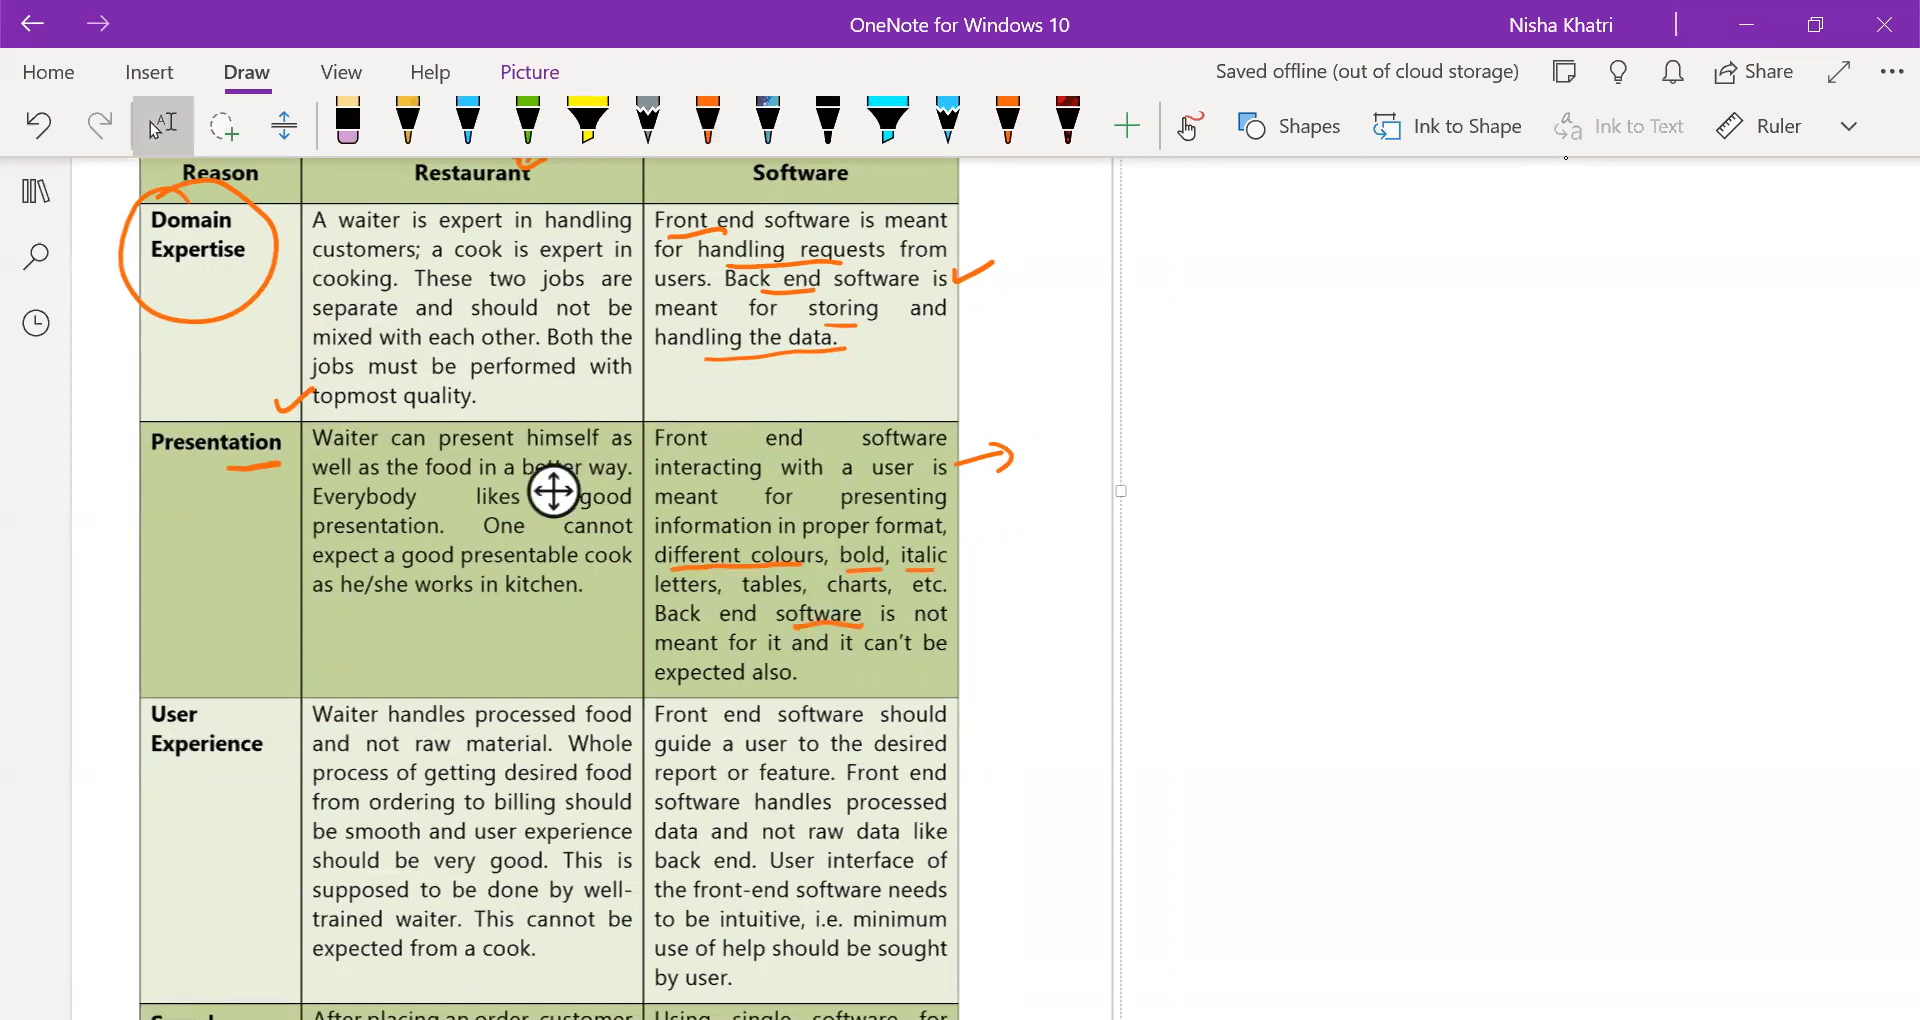 OneNote for Windows 10
Nisha Khatri
Home Insert Draw View Help Picture
Saved offline (out of cloud storage) Share
Shapes Ink to Shape Ink to Text Ruler
Reason Restaurant Software
Domain
Expertise
A waiter is expert in handling
customers; a cook is expert in
cooking. These two jobs are
separate and should not be
mixed with each other. Both the
jobs must be performed with
topmost quality.
Front end software is meant
for handling requests from
users. Back end software is
meant for storing and
handling the data.
Presentation
Waiter can present himself as
well as the food in a better way.
Everybody likes good
presentation. One cannot
expect a good presentable cook
as he/she works in kitchen.
Front end software
interacting with a user is
meant for presenting
information in proper format,
different colours, bold, italic
letters, tables, charts, etc.
Back end software is not
meant for it and it can't be
expected also.
User
Experience
Waiter handles processed food
and not raw material. Whole
process of getting desired food
from ordering to billing should
be smooth and user experience
should be very good. This is
supposed to be done by well-
trained waiter. This cannot be
expected from a cook.
Front end software should
guide a user to the desired
report or feature. Front end
software handles processed
data and not raw data like
back end. User interface of
the front-end software needs
to be intuitive, i.e. minimum
use of help should be sought
by user.
After placing an order, customer
Using single software for